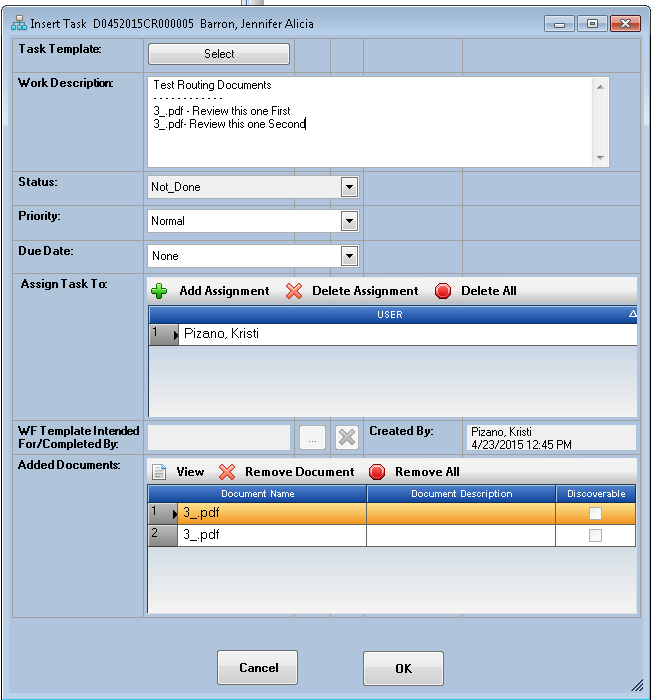 Insert Task D0452015CR000005 Barron, Jennifer Alicia
Task Template:
Select
Work Description:
Test Routing Documents
- - - - - - - - - - - -
3_.pdf - Review this one First
3_.pdf- Review this one Second
Status:
Not_Done
Priority:
Normal
Due Date:
None
Assign Task To:
Add Assignment Delete Assignment Delete All
USER
1 Pizano, Kristi
WF Template Intended
For/Completed By:
...
Created By:
Pizano, Kristi
4/23/2015 12:45 PM
Added Documents:
View Remove Document Remove All
Document Name Document Description Discoverable
1 3_.pdf
2 3_.pdf
Cancel OK